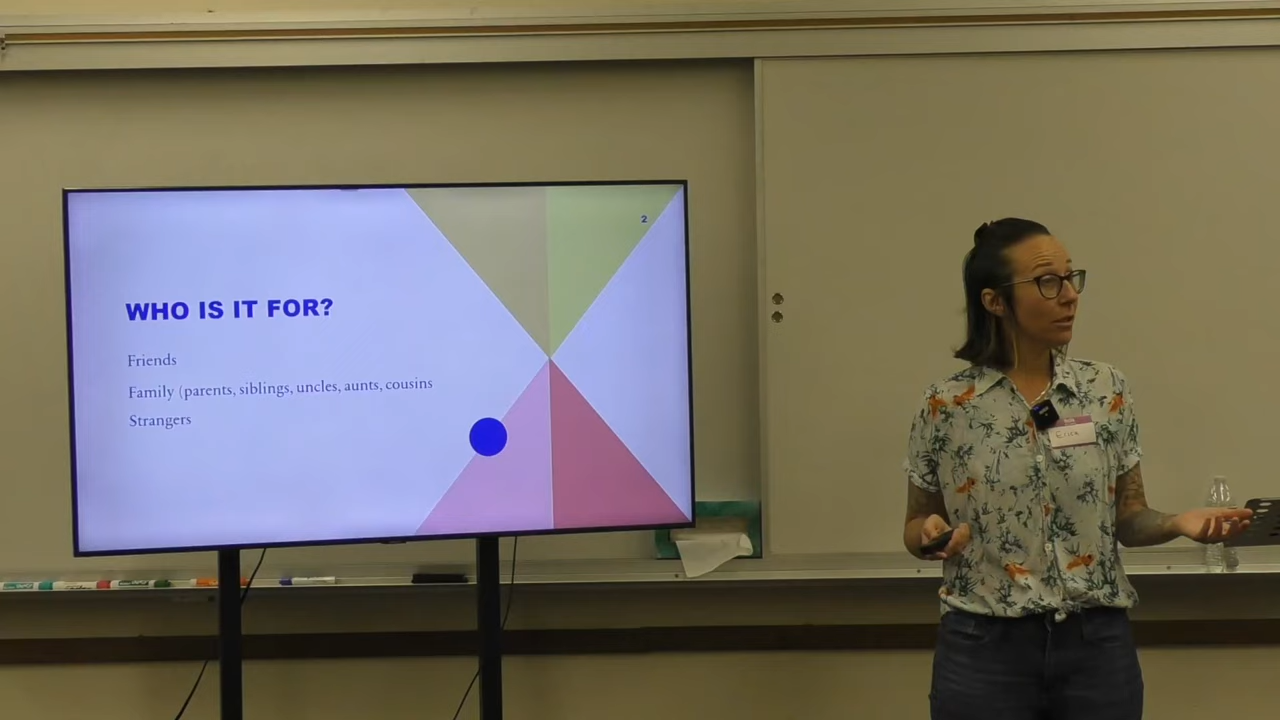 2
WHO IS IT FOR?
Friends
Family (parents, siblings, uncles, aunts, cousins
Strangers